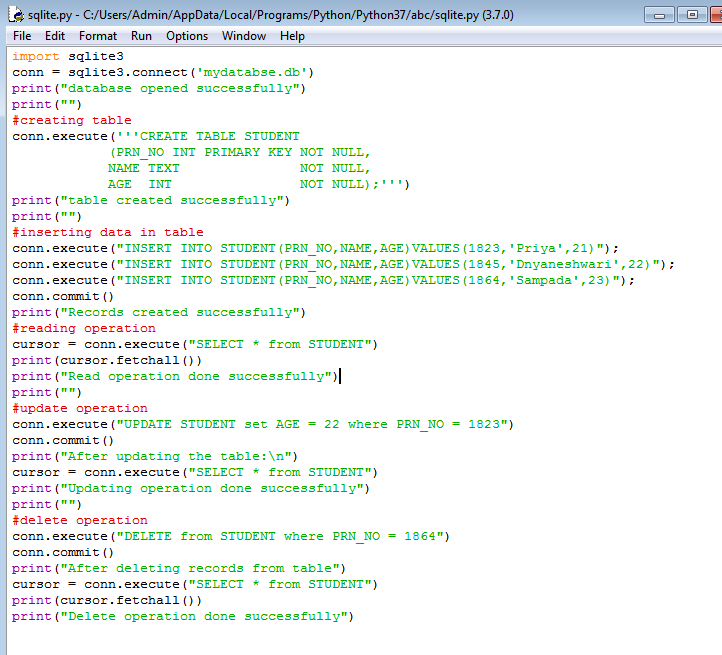 sqlite.py - C:/Users/Admin/AppData/Local/Programs/Python/Python37/abc/sqlite.py (3.7.0)
File Edit Format Run Options Window Help
import sqlite3
conn = sqlite3.connect('mydatabse.db')
print("database opened successfully")
print("")
#creating table
conn.execute('''CREATE TABLE STUDENT
            (PRN_NO INT PRIMARY KEY NOT NULL,
            NAME TEXT               NOT NULL,
            AGE  INT                NOT NULL);''')
print("table created successfully")
print("")
#inserting data in table
conn.execute("INSERT INTO STUDENT(PRN_NO,NAME,AGE)VALUES(1823,'Priya',21)");
conn.execute("INSERT INTO STUDENT(PRN_NO,NAME,AGE)VALUES(1845,'Dnyaneshwari',22)");
conn.execute("INSERT INTO STUDENT(PRN_NO,NAME,AGE)VALUES(1864,'Sampada',23)");
conn.commit()
print("Records created successfully")
#reading operation
cursor = conn.execute("SELECT * from STUDENT")
print(cursor.fetchall())
print("Read operation done successfully")
print("")
#update operation
conn.execute("UPDATE STUDENT set AGE = 22 where PRN_NO = 1823")
conn.commit()
print("After updating the table:\n")
cursor = conn.execute("SELECT * from STUDENT")
print("Updating operation done successfully")
print("")
#delete operation
conn.execute("DELETE from STUDENT where PRN_NO = 1864")
conn.commit()
print("After deleting records from table")
cursor = conn.execute("SELECT * from STUDENT")
print(cursor.fetchall())
print("Delete operation done successfully")